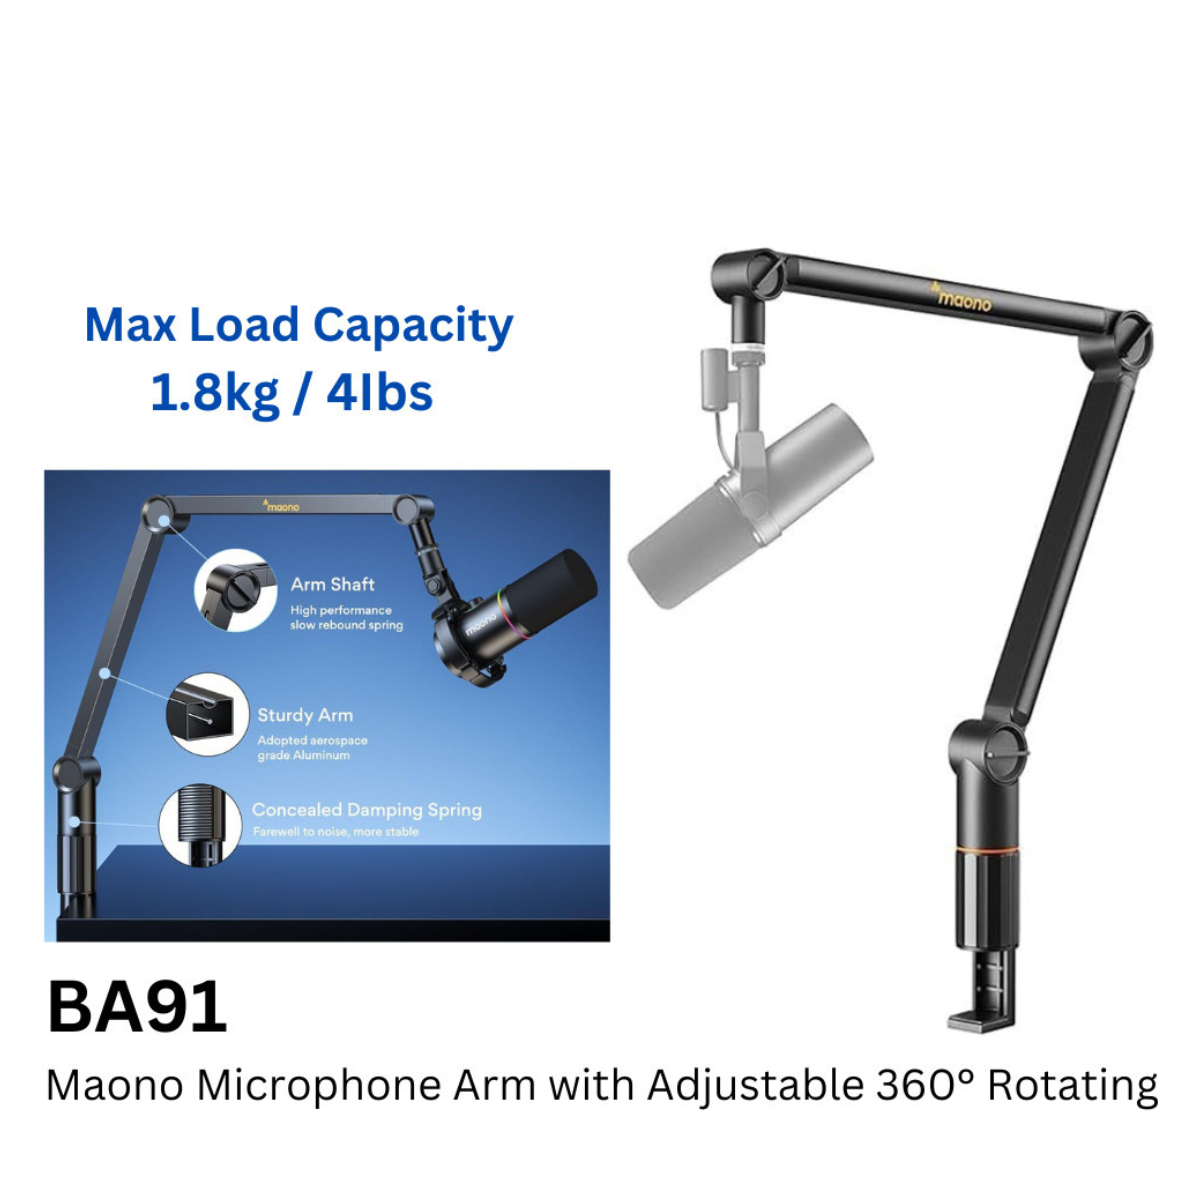 Max Load Capacity
1.8kg / 4Ibs
maono
maono
Arm Shaft
High performance
slow rebound spring
maono
Sturdy Arm
Adopted aerospace
grade Aluminum
Concealed Damping Spring
Farewell to noise, more stable
BA91
Maono Microphone Arm with Adjustable 360° Rotating